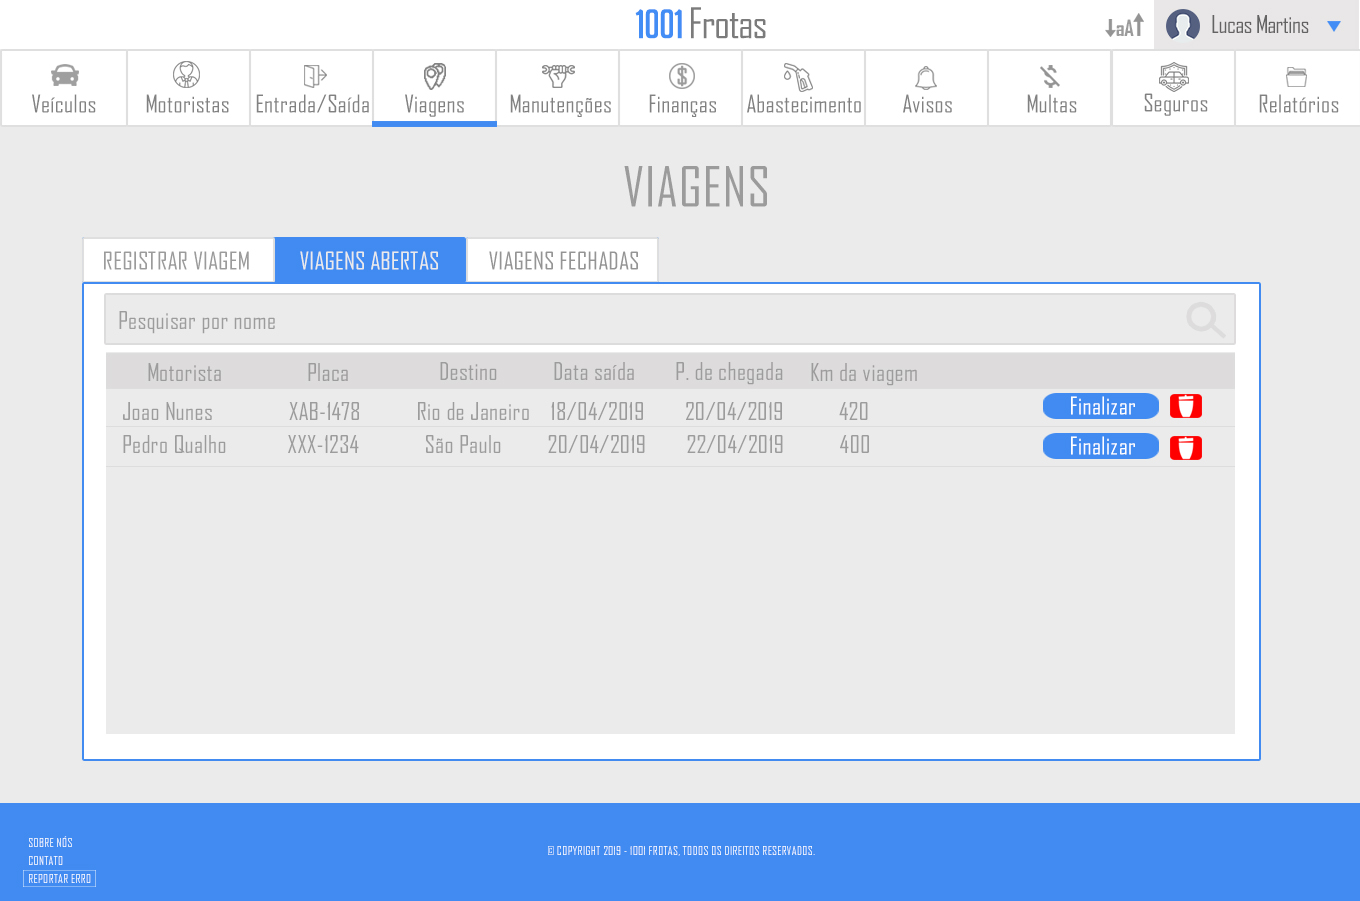 1001 Frotas
aA
Lucas Martins
Veículos Motoristas Entrada/Saída Viagens Manutenções Finanças Abastecimento Avisos Multas Seguros Relatórios
VIAGENS
REGISTRAR VIAGEM VIAGENS ABERTAS VIAGENS FECHADAS
Pesquisar por nome
Motorista Placa Destino Data saída P. de chegada Km da viagem
Joao Nunes XAB-1478 Rio de Janeiro 18/04/2019 20/04/2019 420 Finalizar
Pedro Qualho XXX-1234 São Paulo 20/04/2019 22/04/2019 400 Finalizar
SOBRE NÓS
CONTATO
REPORTAR ERRO
© COPYRIGHT 2019 - 1001 FROTAS, TODOS OS DIREITOS RESERVADOS.